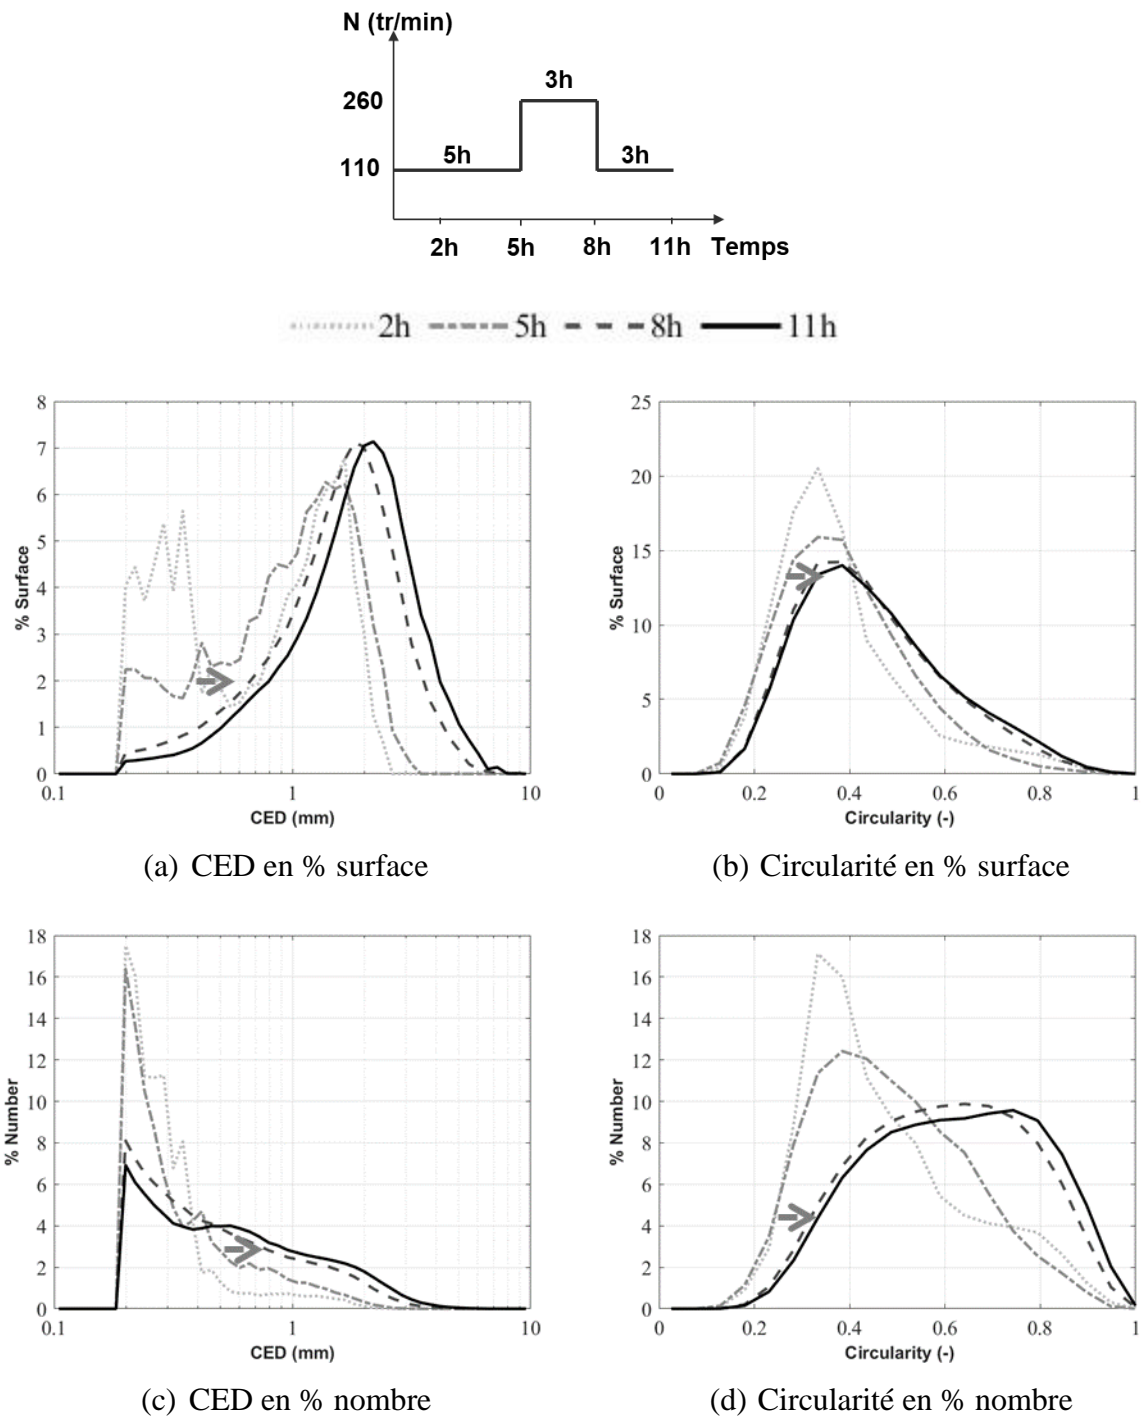 N (tr/min)
3h
260
5h
3h
110
2h 5h 8h 11h Temps
2h 5h 8h 11h
8
7
6
5
4
3
2
1
0
% Surface
0.1 1 10
CED (mm)
25
20
15
10
5
0
% Surface
0 0.2 0.4 0.6 0.8 1
Circularity (-)
(a) CED en % surface
(b) Circularité en % surface
18
16
14
12
10
8
6
4
2
0
% Number
0.1 1 10
CED (mm)
18
16
14
12
10
8
6
4
2
0
% Number
0 0.2 0.4 0.6 0.8 1
Circularity (-)
(c) CED en % nombre
(d) Circularité en % nombre